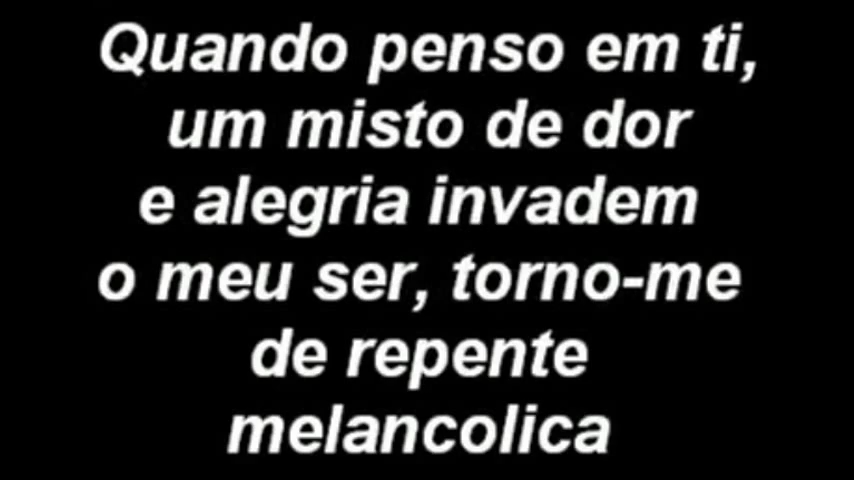 Quando penso em ti,
um misto de dor
e alegria invadem
o meu ser, torno-me
de repente
melancolica